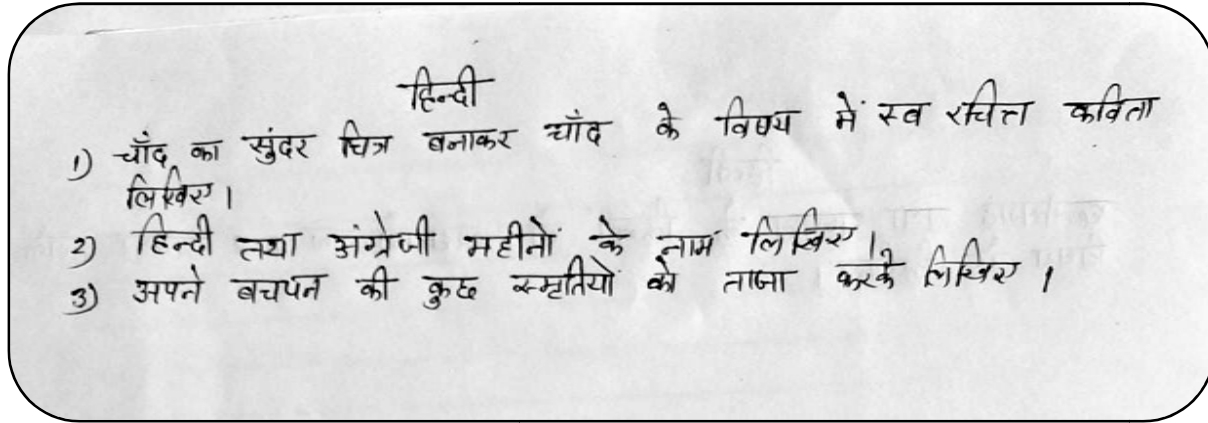 हिन्दी
1) चाँद का सुंदर चित्र बनाकर चाँद के विषय में स्व रचित कविता
लिखिए।
2) हिन्दी तथा अंग्रेजी महीनों के नाम लिखिए।
3) अपने बचपन की कुछ स्मृतियों को ताजा करके लिखिए।